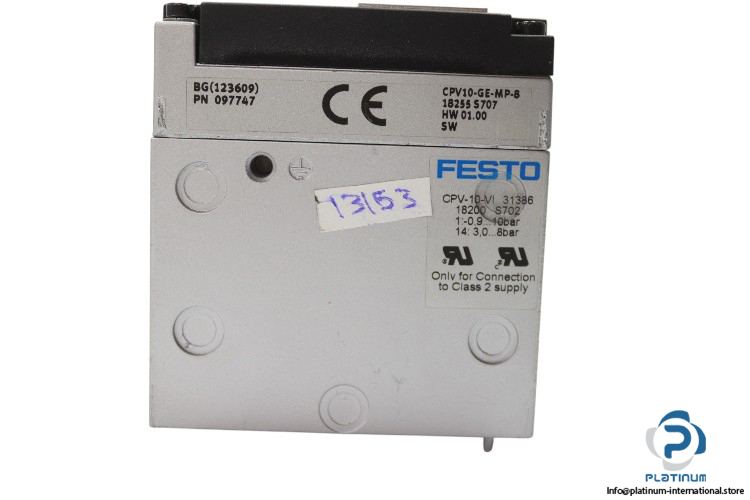 BG(123609)
PN 097747
CE
CPV10-GE-MP-8
18255 S707
HW 01.00
SW
FESTO
CPV-10-VI 31386
18200 S702
1:-0,9...10bar
14: 3,0...8bar
Only for Connection
to Class 2 supply
13153
PLATINUM
Info@platinum-international.store